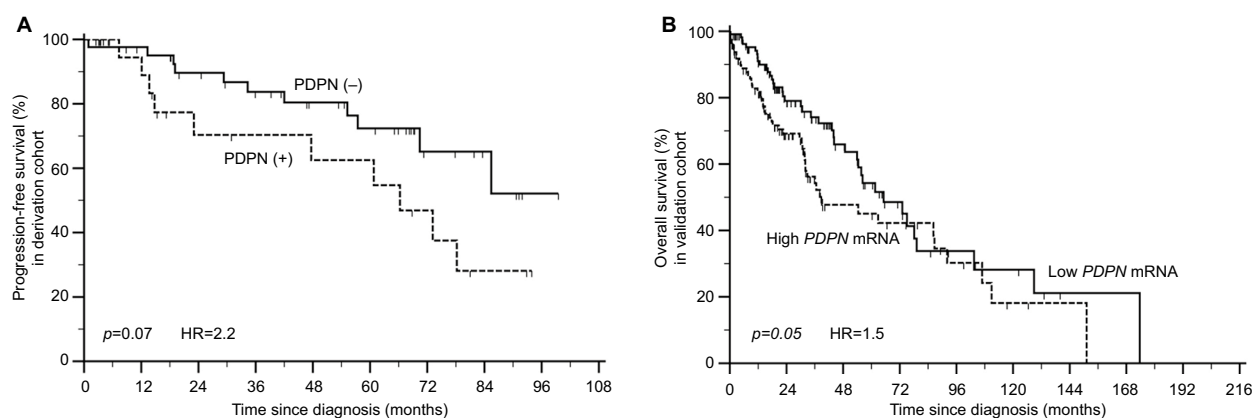 A
Progression-free survival (%)
in derivation cohort
100
80
60
40
20
0
PDPN (–)
PDPN (+)
p=0.07 HR=2.2
0 12 24 36 48 60 72 84 96 108
Time since diagnosis (months)
B
Overall survival (%)
in validation cohort
100
80
60
40
20
0
High PDPN mRNA
Low PDPN mRNA
p=0.05 HR=1.5
0 24 48 72 96 120 144 168 192 216
Time since diagnosis (months)